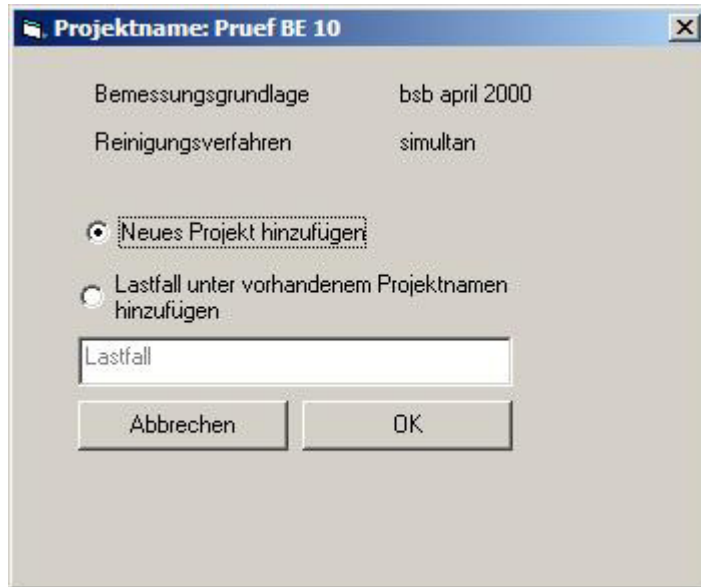 Projektname: Pruef BE 10
Bemessungsgrundlage bsb april 2000
Reinigungsverfahren simultan
Neues Projekt hinzufügen
Lastfall unter vorhandenem Projektnamen
hinzufügen
Lastfall
Abbrechen OK